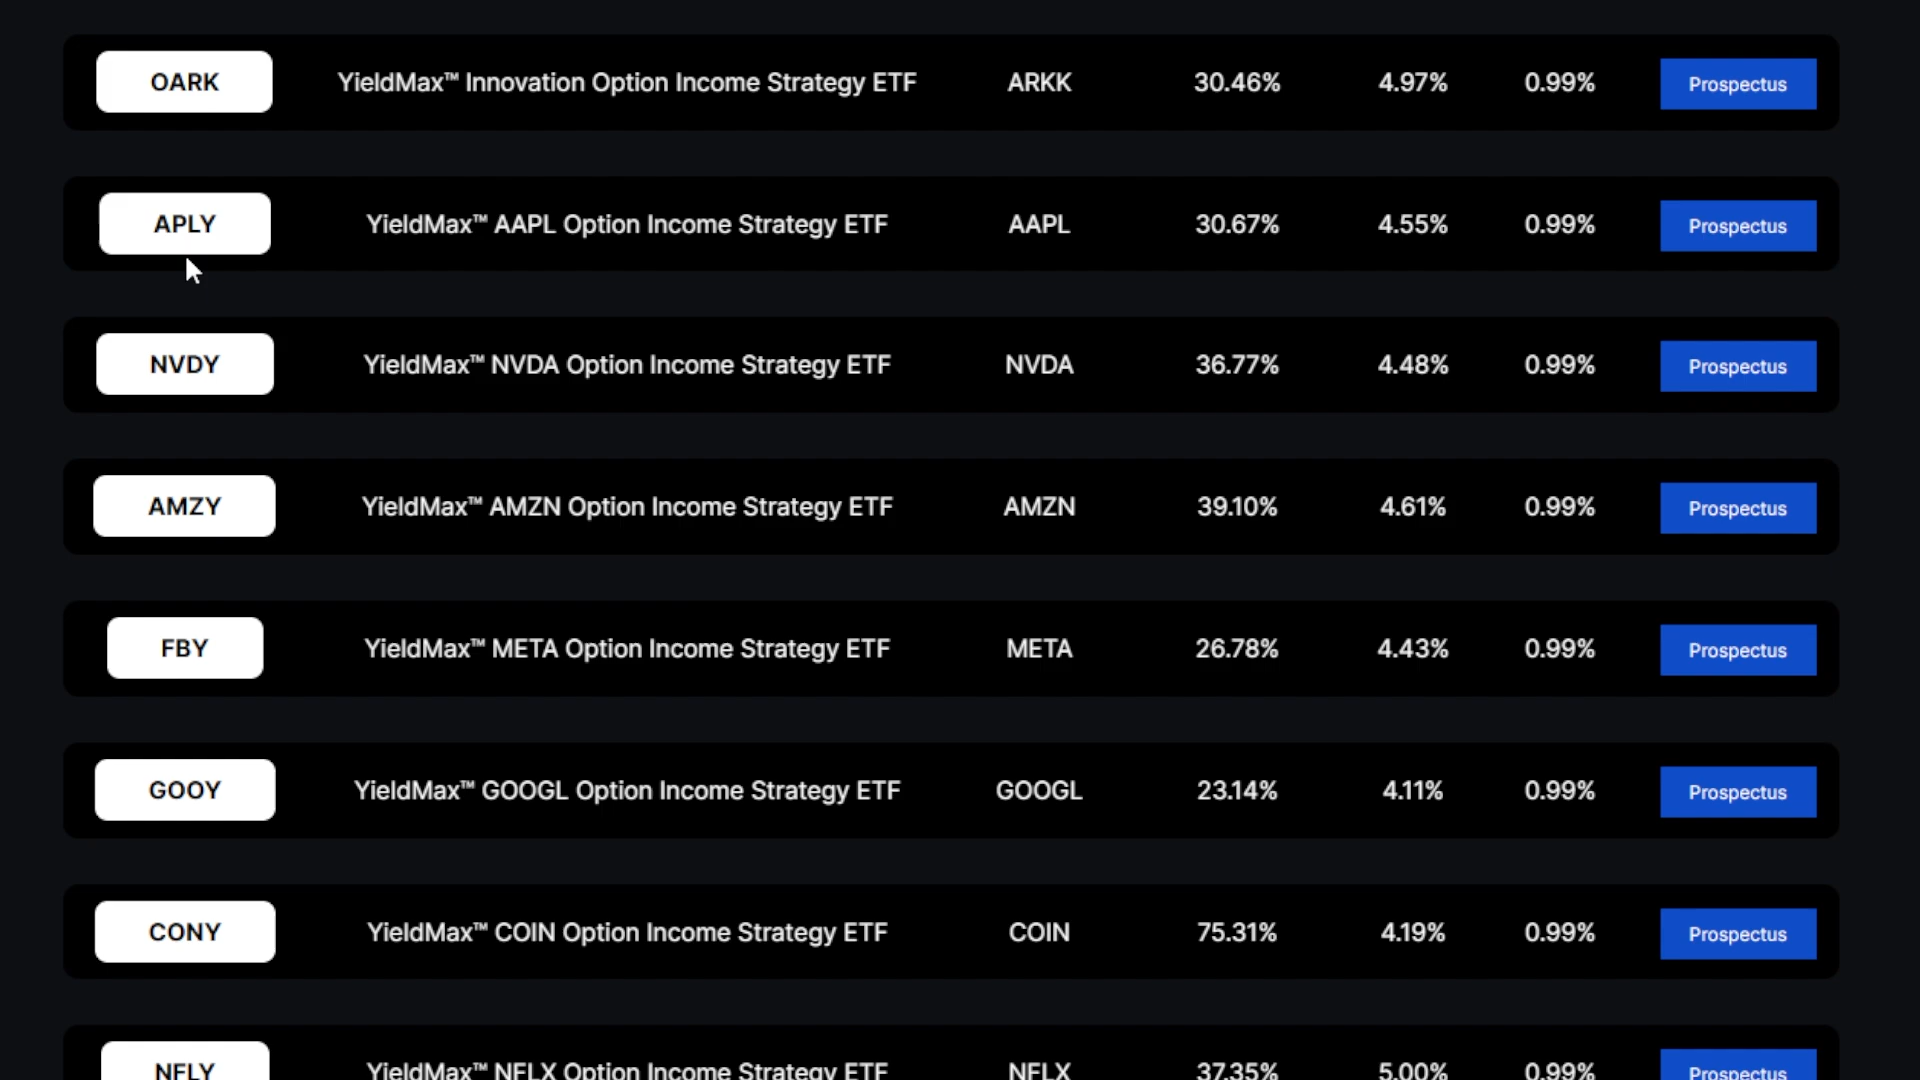 OARK YieldMax™ Innovation Option Income Strategy ETF ARKK 30.46% 4.97% 0.99% Prospectus
APLY YieldMax™ AAPL Option Income Strategy ETF AAPL 30.67% 4.55% 0.99% Prospectus
NVDY YieldMax™ NVDA Option Income Strategy ETF NVDA 36.77% 4.48% 0.99% Prospectus
AMZY YieldMax™ AMZN Option Income Strategy ETF AMZN 39.10% 4.61% 0.99% Prospectus
FBY YieldMax™ META Option Income Strategy ETF META 26.78% 4.43% 0.99% Prospectus
GOOY YieldMax™ GOOGL Option Income Strategy ETF GOOGL 23.14% 4.11% 0.99% Prospectus
CONY YieldMax™ COIN Option Income Strategy ETF COIN 75.31% 4.19% 0.99% Prospectus
NFLY YieldMax™ NFLX Option Income Strategy ETF NFLX 37.35% 5.00% 0.99% Prospectus